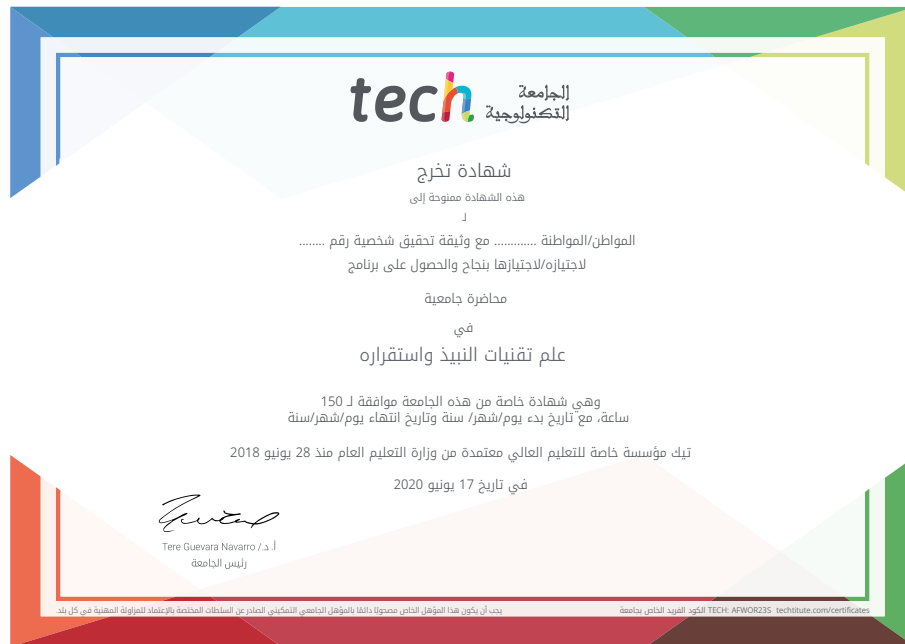 tech
الجامعة
التكنولوجية
شهادة تخرج
هذه الشهادة ممنوحة إلى
لـ
المواطن/المواطنة ............ مع وثيقة تحقيق شخصية رقم ........
لاجتيازه/لاجتيازها بنجاح والحصول على برنامج
محاضرة جامعية
في
علم تقنيات النبيذ واستقراره
وهي شهادة خاصة من هذه الجامعة موافقة لـ 150
ساعة، مع تاريخ بدء يوم/شهر/ سنة وتاريخ انتهاء يوم/شهر/سنة
تيك مؤسسة خاصة للتعليم العالي معتمدة من وزارة التعليم العام منذ 28 يونيو 2018
في تاريخ 17 يونيو 2020
أ. د./ Tere Guevara Navarro
رئيس الجامعة
يجب أن يكون هذا المؤهل الخاص مصحوبًا دائمًا بالمؤهل الجامعي التمكيني الصادر عن السلطات المختصة بالإعتماد للمزاولة المهنية في كل بلد.
الكود الفريد الخاص بجامعة TECH: AFWOR23S techtitute.com/certificates